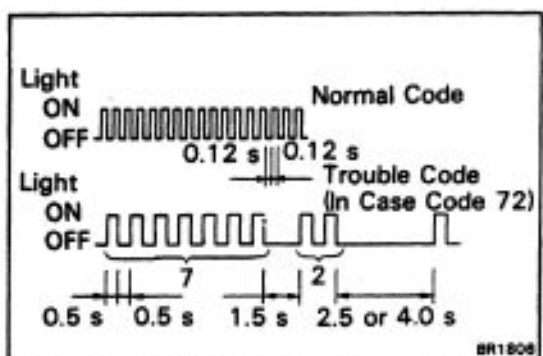 Light
ON
OFF
Normal Code
0.12 s 0.12 s
Light
ON
OFF
Trouble Code
(In Case Code 72)
7 2
0.5 s 0.5 s 1.5 s 2.5 or 4.0 s
BR1806